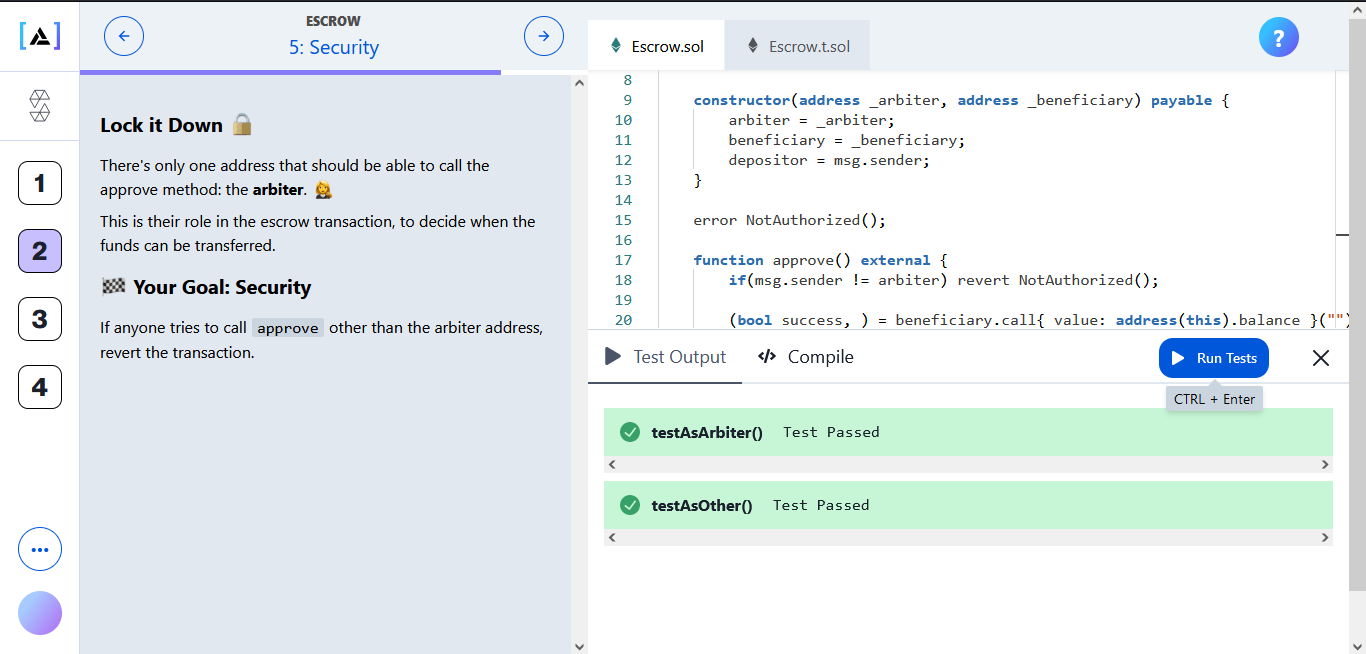 ESCROW
5: Security
Lock it Down 🔒
There's only one address that should be able to call the
approve method: the arbiter. 👩‍⚖️
This is their role in the escrow transaction, to decide when the
funds can be transferred.
🏁 Your Goal: Security
If anyone tries to call approve other than the arbiter address,
revert the transaction.
1
2
3
4
Escrow.sol
Escrow.t.sol
?
8
9 constructor(address _arbiter, address _beneficiary) payable {
10 arbiter = _arbiter;
11 beneficiary = _beneficiary;
12 depositor = msg.sender;
13 }
14
15 error NotAuthorized();
16
17 function approve() external {
18 if(msg.sender != arbiter) revert NotAuthorized();
19
20 (bool success, ) = beneficiary.call{ value: address(this).balance }("")
Test Output
</> Compile
Run Tests
CTRL + Enter
testAsArbiter() Test Passed
testAsOther() Test Passed